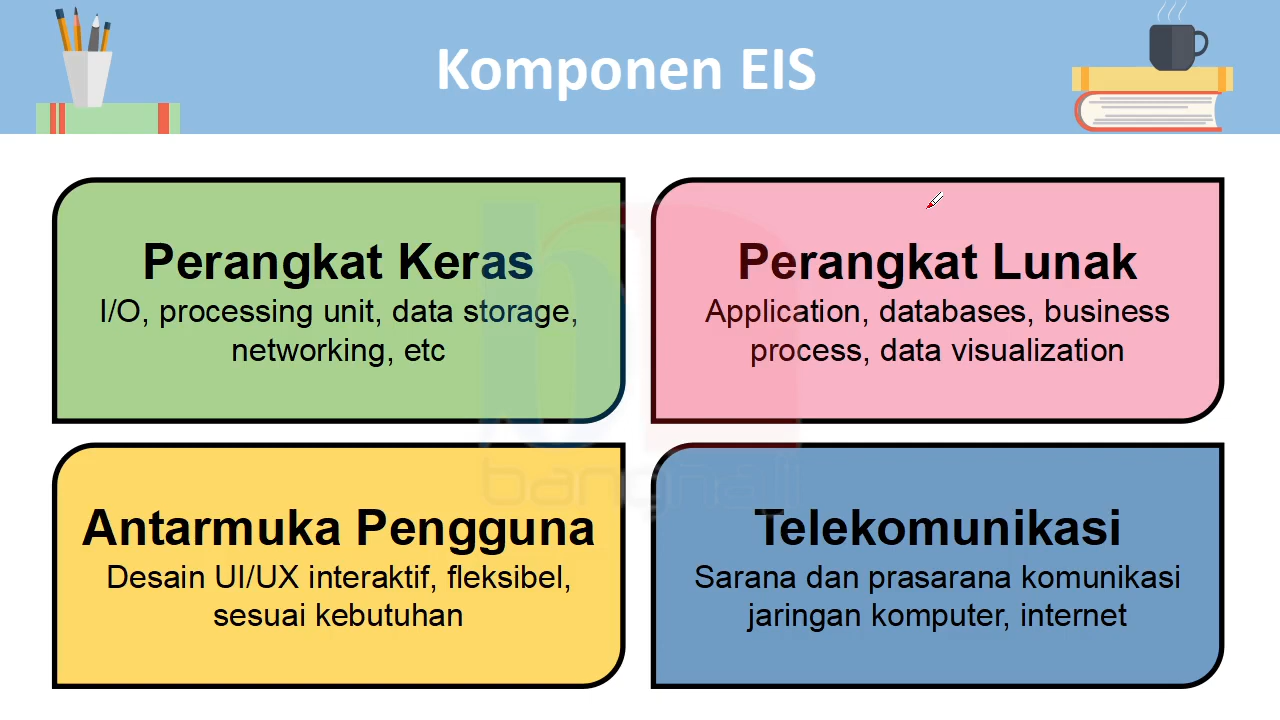 Komponen EIS
Perangkat Keras
I/O, processing unit, data storage,
networking, etc
Perangkat Lunak
Application, databases, business
process, data visualization
Antarmuka Pengguna
Desain UI/UX interaktif, fleksibel,
sesuai kebutuhan
Telekomunikasi
Sarana dan prasarana komunikasi
jaringan komputer, internet